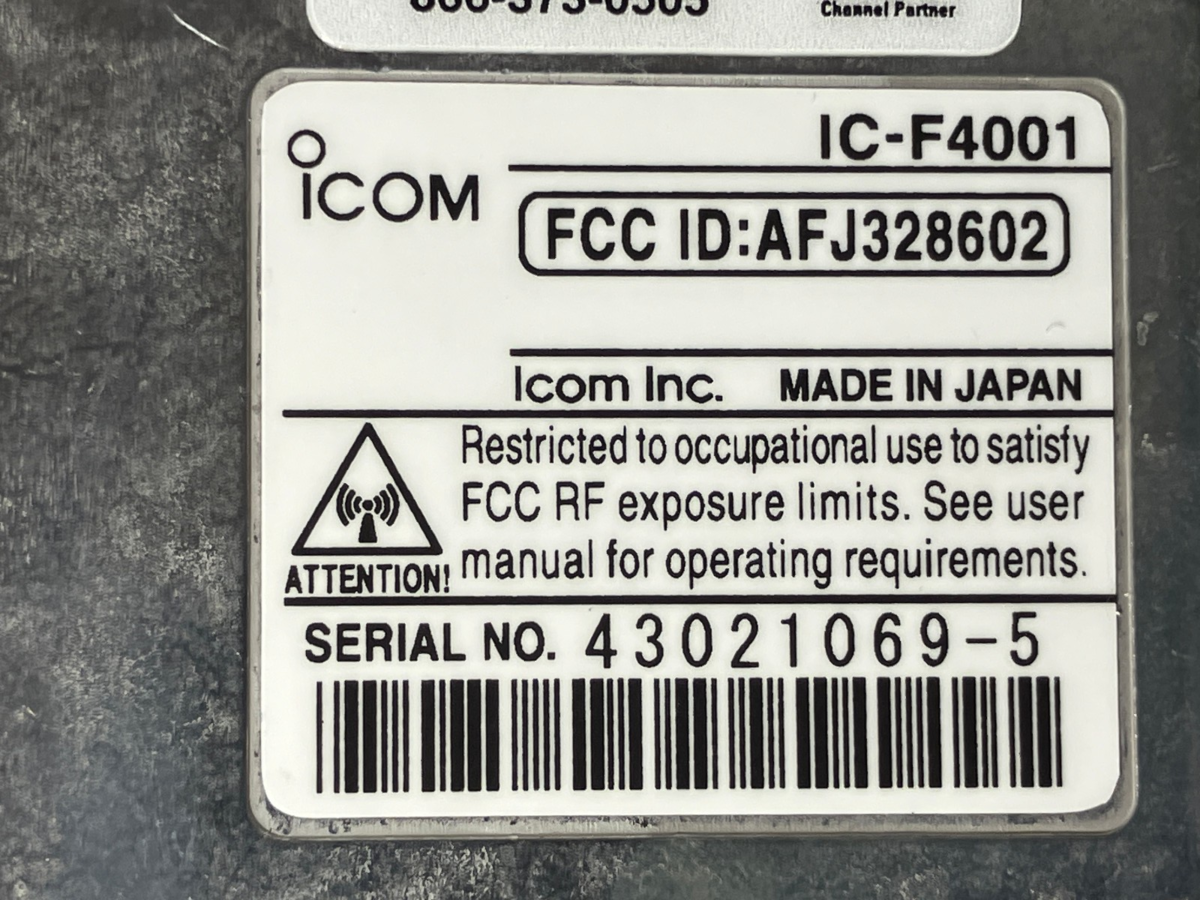 Channel Partner
IC-F4001
ICOM
FCC ID:AFJ328602
Icom Inc. MADE IN JAPAN
Restricted to occupational use to satisfy
FCC RF exposure limits. See user
manual for operating requirements.
ATTENTION!
SERIAL NO. 43021069-5